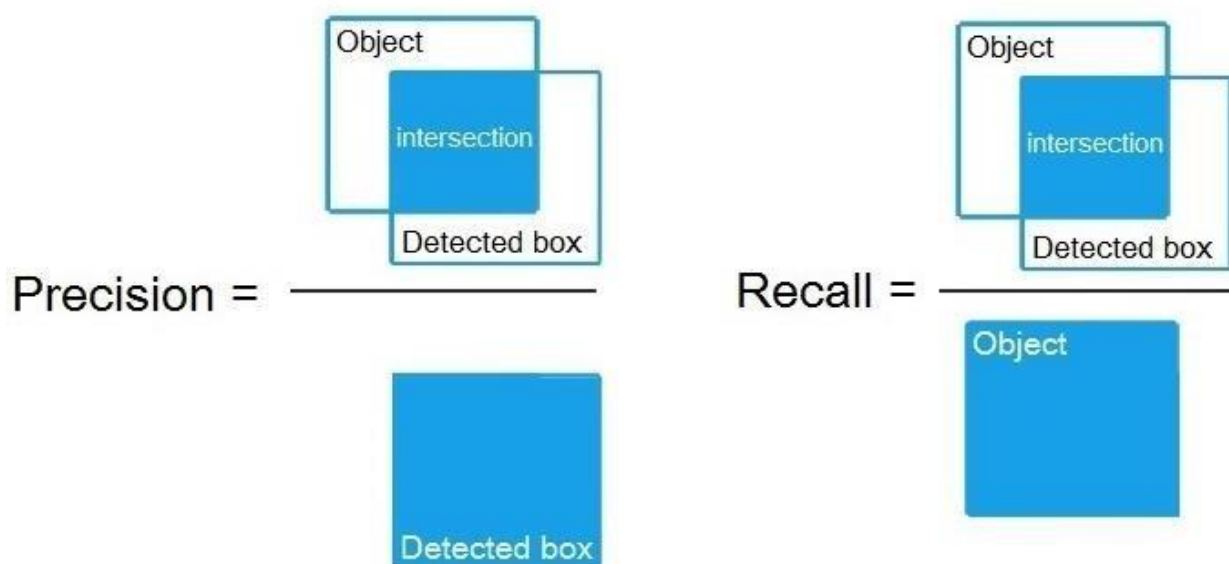 Object
intersection
Detected box
Precision =
Detected box
Object
intersection
Detected box
Recall =
Object